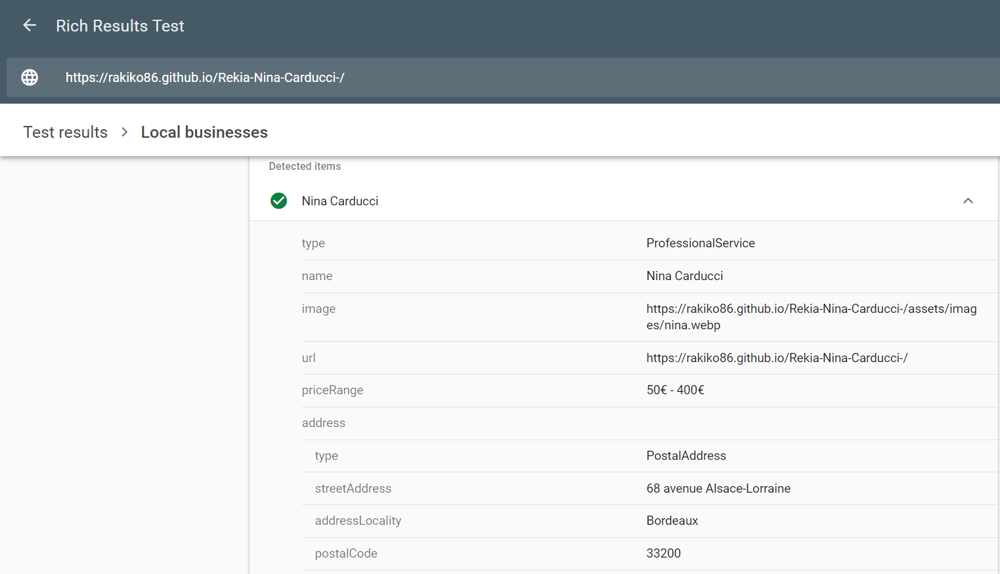 Rich Results Test
https://rakiko86.github.io/Rekia-Nina-Carducci-/
Test results > Local businesses
Detected items
Nina Carducci
type ProfessionalService
name Nina Carducci
image https://rakiko86.github.io/Rekia-Nina-Carducci-/assets/imag
es/nina.webp
url https://rakiko86.github.io/Rekia-Nina-Carducci-/
priceRange 50€ - 400€
address
type PostalAddress
streetAddress 68 avenue Alsace-Lorraine
addressLocality Bordeaux
postalCode 33200